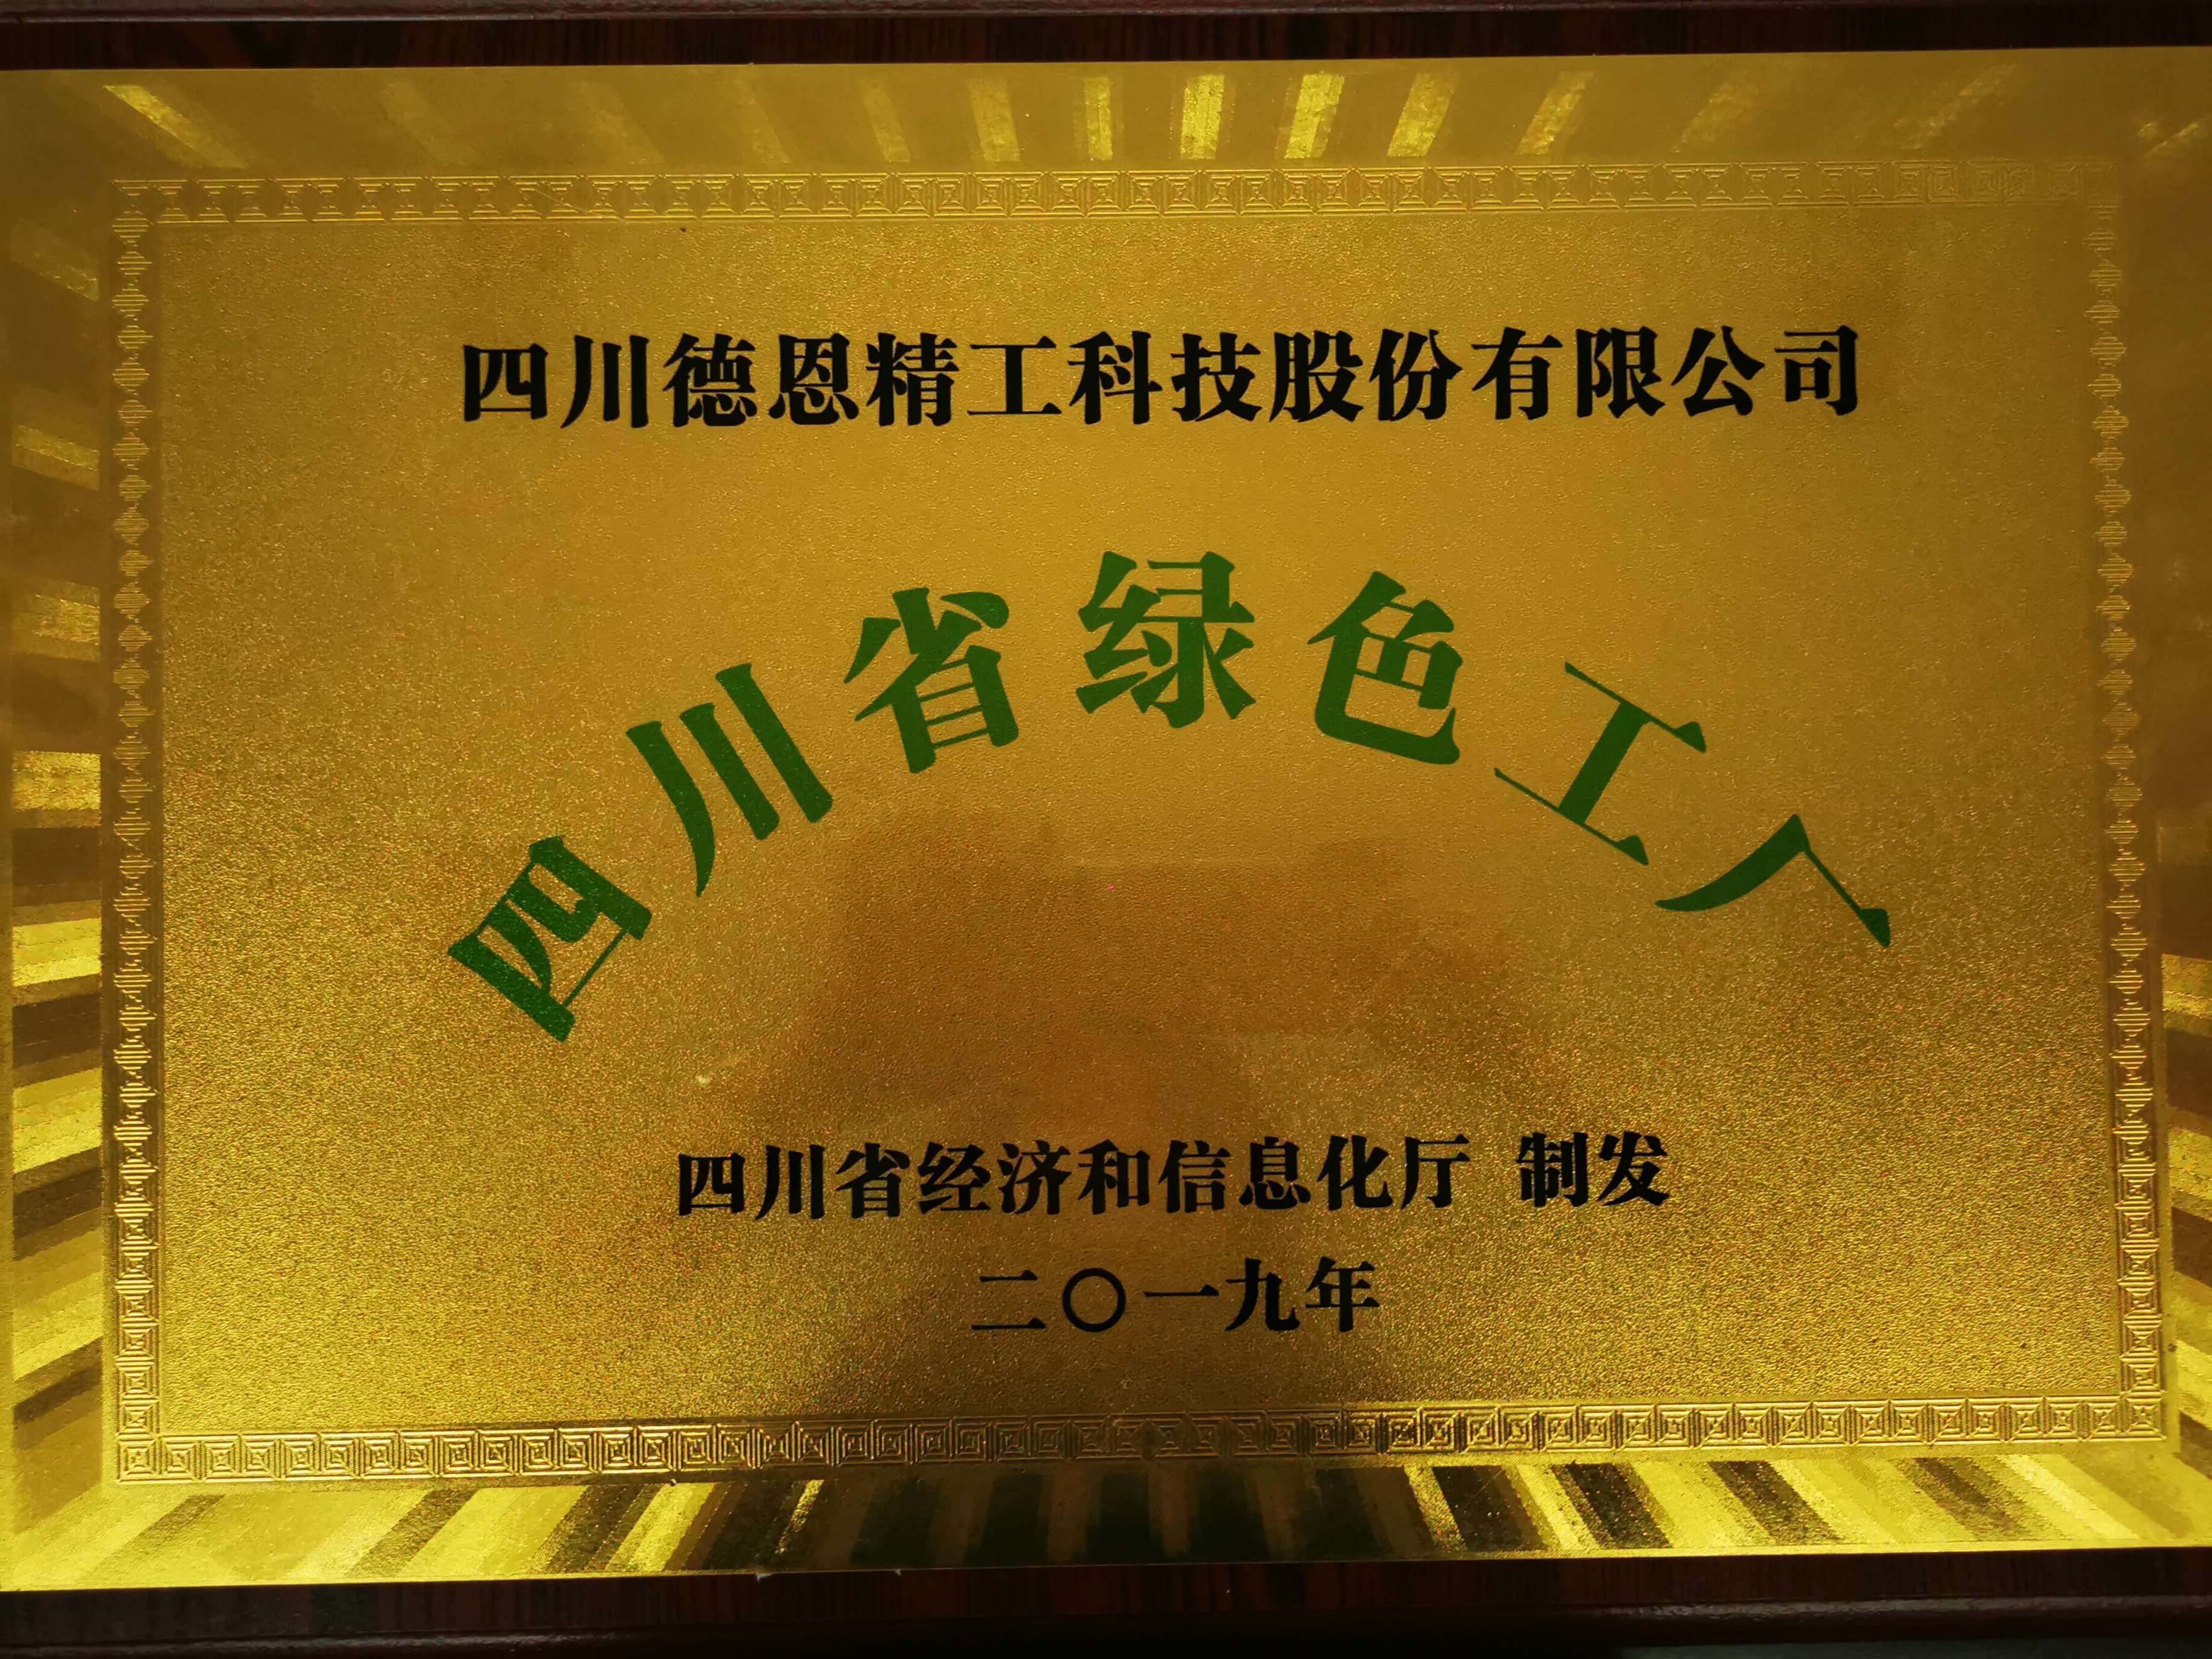 四川德恩精工科技股份有限公司
四川省绿色工厂
四川省经济和信息化厅 制发
二〇一九年